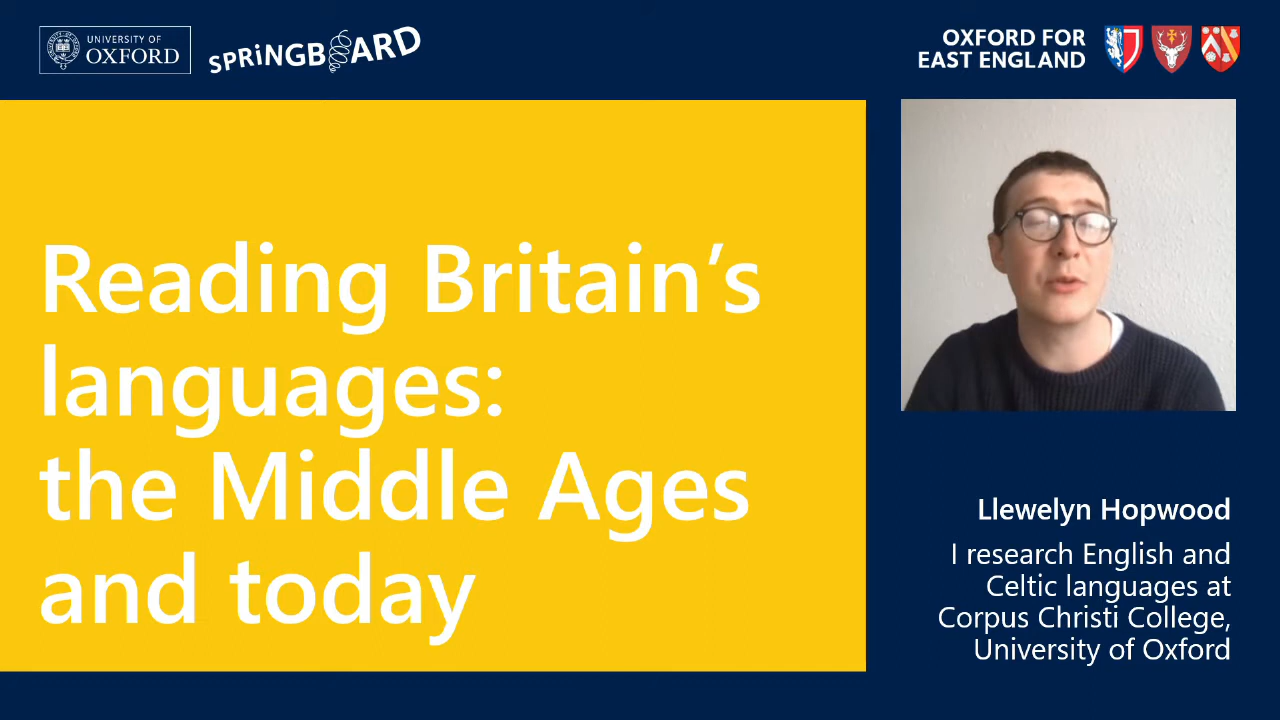 UNIVERSITY OF
OXFORD
SPRiNGBOARD
OXFORD FOR
EAST ENGLAND
Reading Britain’s
languages:
the Middle Ages
and today
Llewelyn Hopwood
I research English and
Celtic languages at
Corpus Christi College,
University of Oxford